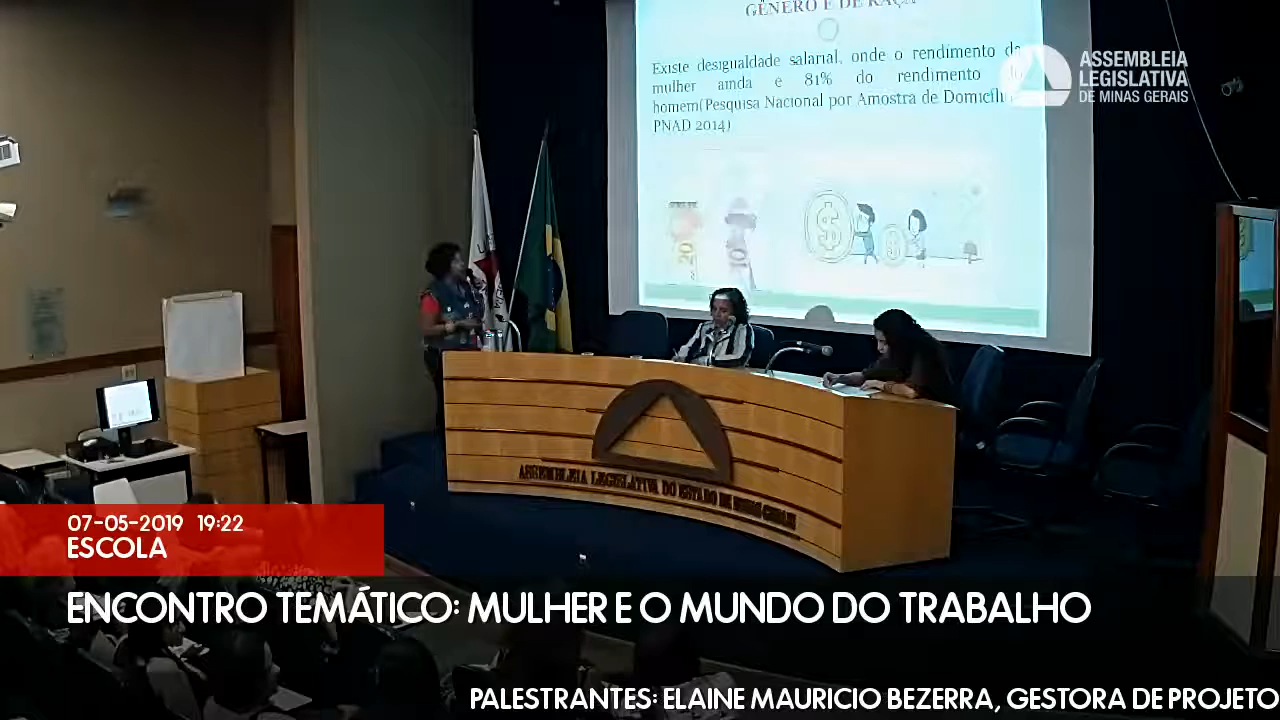 GÊNERO E DE RAÇA
Existe desigualdade salarial, onde o rendimento da
mulher ainda e 81% do rendimento do
homem(Pesquisa Nacional por Amostra de Domicíli
PNAD 2014)
ASSEMBLEIA
LEGISLATIVA
DE MINAS GERAIS
ASSEMBLEIA LEGISLATIVA DO ESTADO DE MINAS GERAIS
07-05-2019 19:22
ESCOLA
ENCONTRO TEMÁTICO: MULHER E O MUNDO DO TRABALHO
PALESTRANTES: ELAINE MAURICIO BEZERRA, GESTORA DE PROJETO